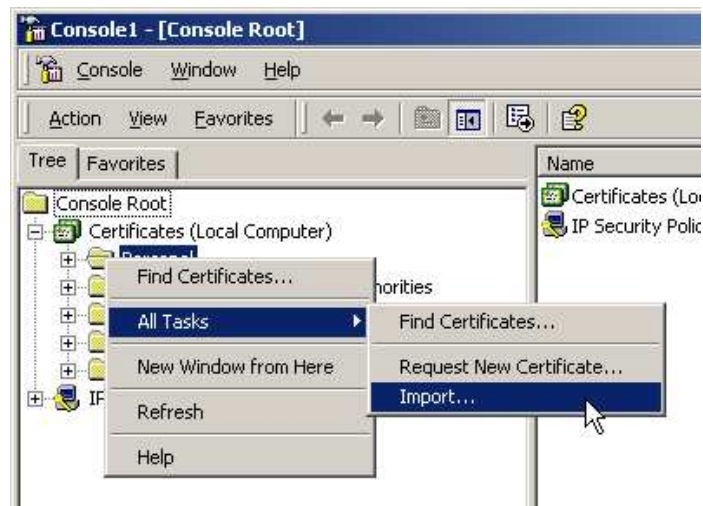 Console1 - [Console Root]
Console Window Help
Action View Favorites
Tree Favorites
Name
Console Root
Certificates (Local Computer)
Certificates (Lo
IP Security Polic
Find Certificates...
All Tasks
New Window from Here
Refresh
Help
Find Certificates...
Request New Certificate...
Import...